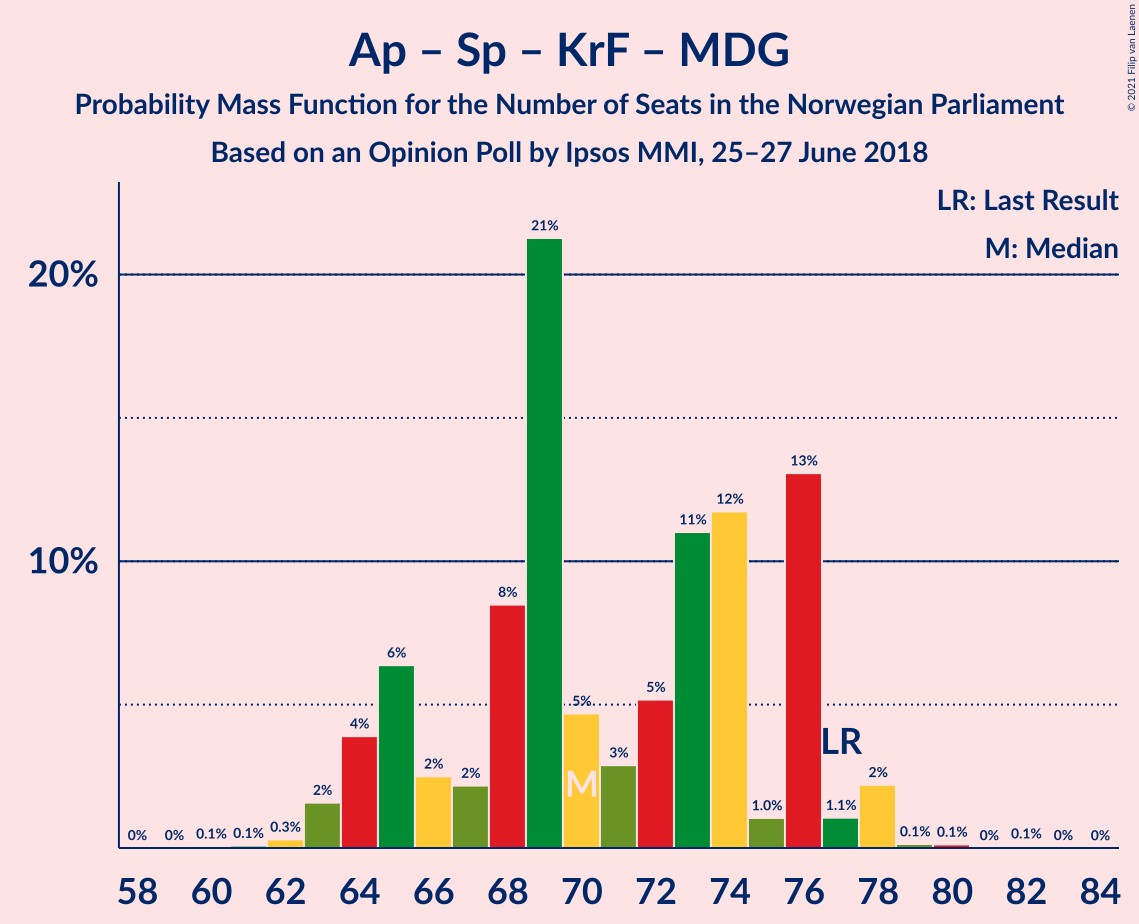 © 2021 Filip van Laenen
Ap – Sp – KrF – MDG
Probability Mass Function for the Number of Seats in the Norwegian Parliament
Based on an Opinion Poll by Ipsos MMI, 25–27 June 2018
LR: Last Result
M: Median
20%
10%
0% 0% 0.1% 0.1% 0.3% 2% 4% 6% 2% 2% 8% 21% 5% 3% 5% 11% 12% 1.0% 13% 1.1% 2% 0.1% 0.1% 0% 0.1% 0% 0%
M
LR
58 60 62 64 66 68 70 72 74 76 78 80 82 84